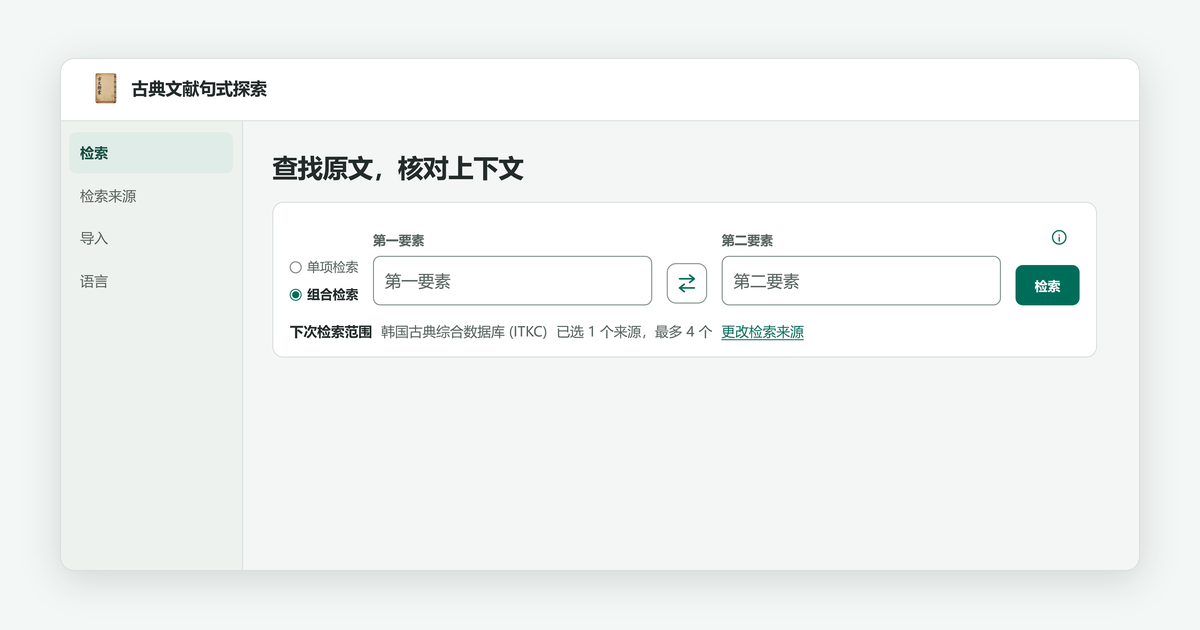 古典文献句式探索
检索
检索来源
导入
语言
查找原文，核对上下文
第一要素
第二要素
单项检索
组合检索
第一要素
第二要素
检索
下次检索范围 韩国古典综合数据库 (ITKC) 已选 1 个来源，最多 4 个 更改检索来源